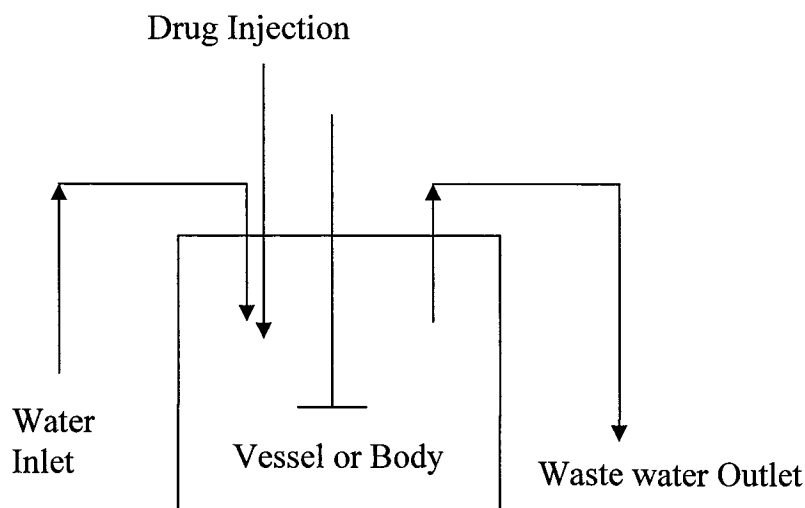 Drug Injection
Water
Inlet
Vessel or Body
Waste water Outlet